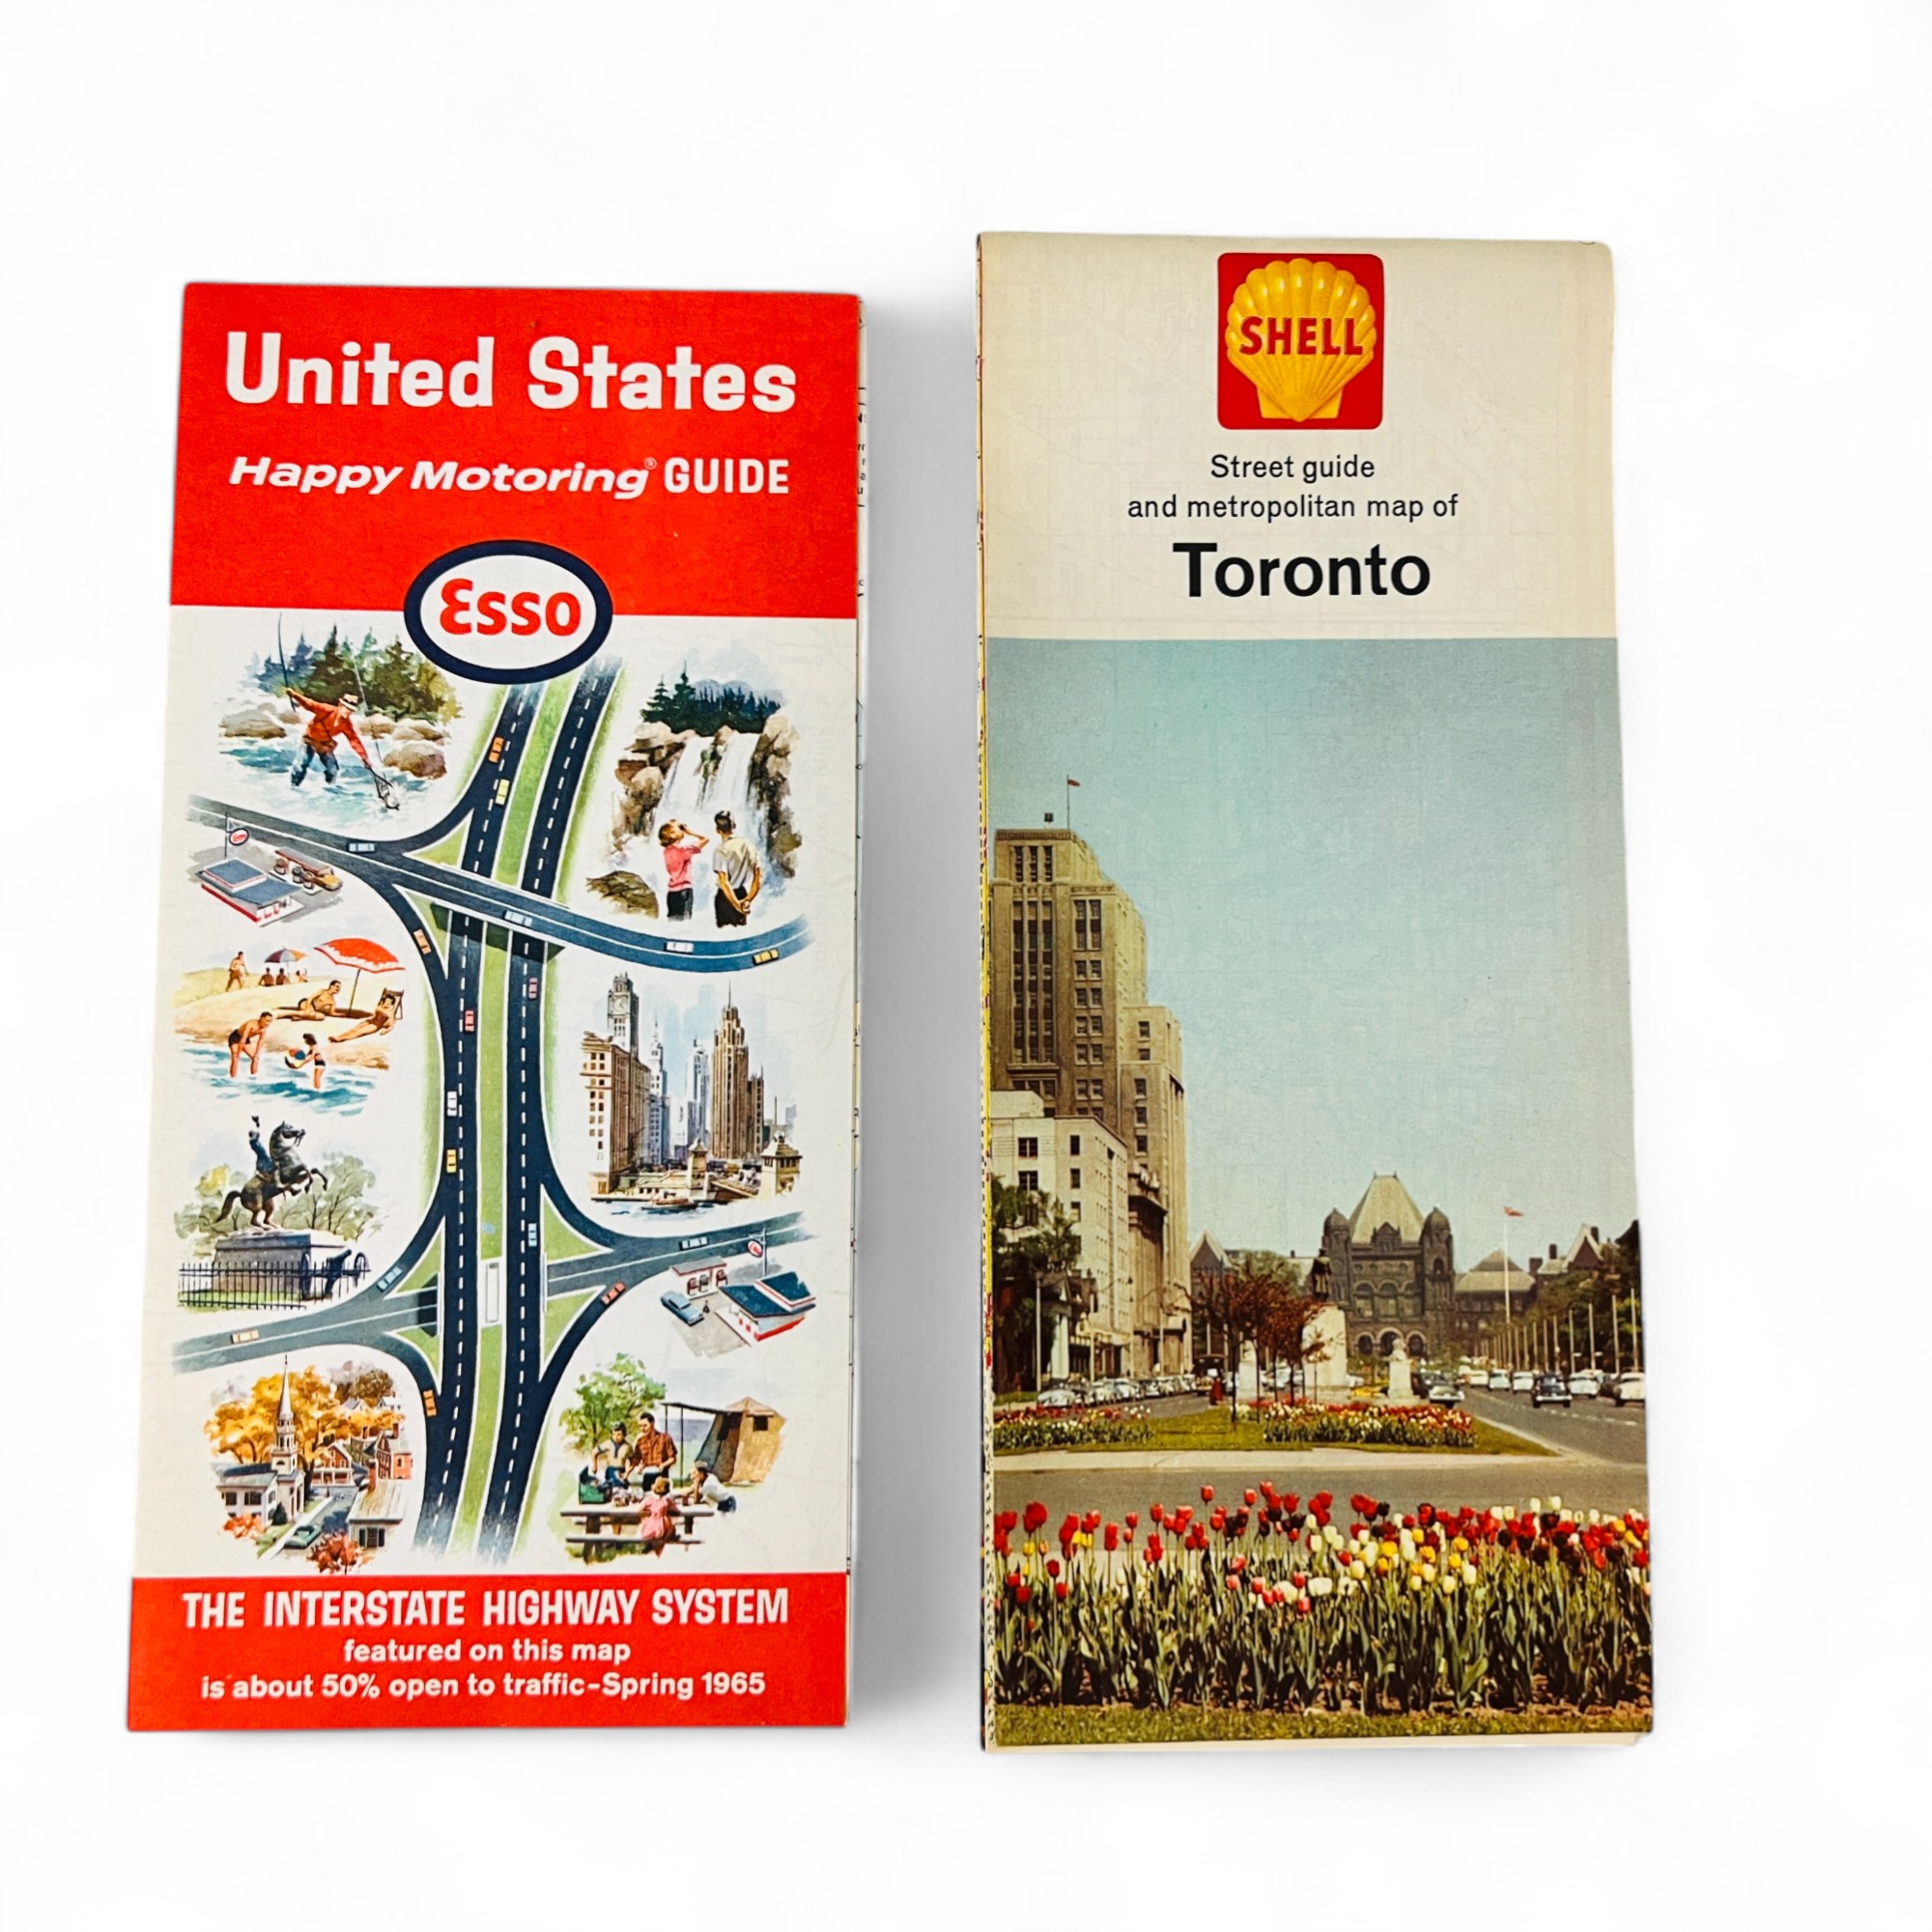 United States
Happy Motoring® GUIDE
Esso
THE INTERSTATE HIGHWAY SYSTEM
featured on this map
is about 50% open to traffic-Spring 1965
SHELL
Street guide
and metropolitan map of
Toronto